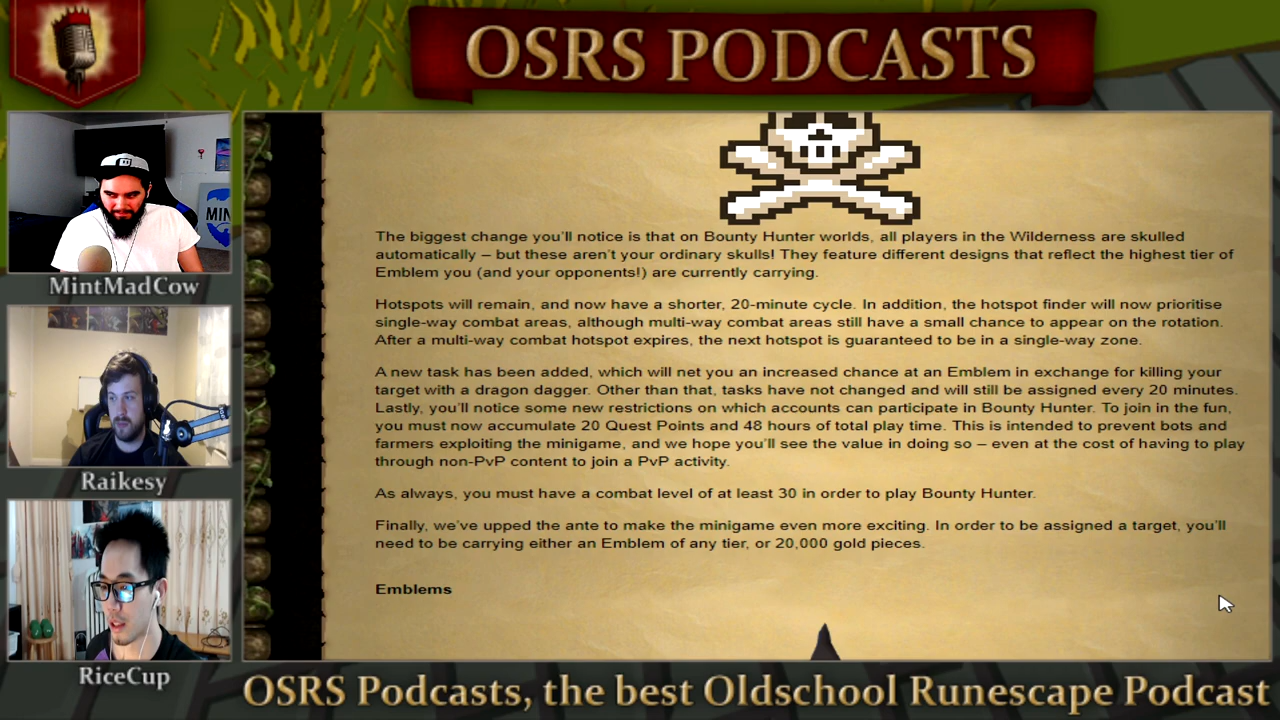 OSRS PODCASTS
MIN
MintMadCow
Raikesy
RiceCup
The biggest change you'll notice is that on Bounty Hunter worlds, all players in the Wilderness are skulled
automatically – but these aren't your ordinary skulls! They feature different designs that reflect the highest tier of
Emblem you (and your opponents!) are currently carrying.
Hotspots will remain, and now have a shorter, 20-minute cycle. In addition, the hotspot finder will now prioritise
single-way combat areas, although multi-way combat areas still have a small chance to appear on the rotation.
After a multi-way combat hotspot expires, the next hotspot is guaranteed to be in a single-way zone.
A new task has been added, which will net you an increased chance at an Emblem in exchange for killing your
target with a dragon dagger. Other than that, tasks have not changed and will still be assigned every 20 minutes.
Lastly, you'll notice some new restrictions on which accounts can participate in Bounty Hunter. To join in the fun,
you must now accumulate 20 Quest Points and 48 hours of total play time. This is intended to prevent bots and
farmers exploiting the minigame, and we hope you'll see the value in doing so – even at the cost of having to play
through non-PvP content to join a PvP activity.
As always, you must have a combat level of at least 30 in order to play Bounty Hunter.
Finally, we've upped the ante to make the minigame even more exciting. In order to be assigned a target, you'll
need to be carrying either an Emblem of any tier, or 20,000 gold pieces.
Emblems
OSRS Podcasts, the best Oldschool Runescape Podcast